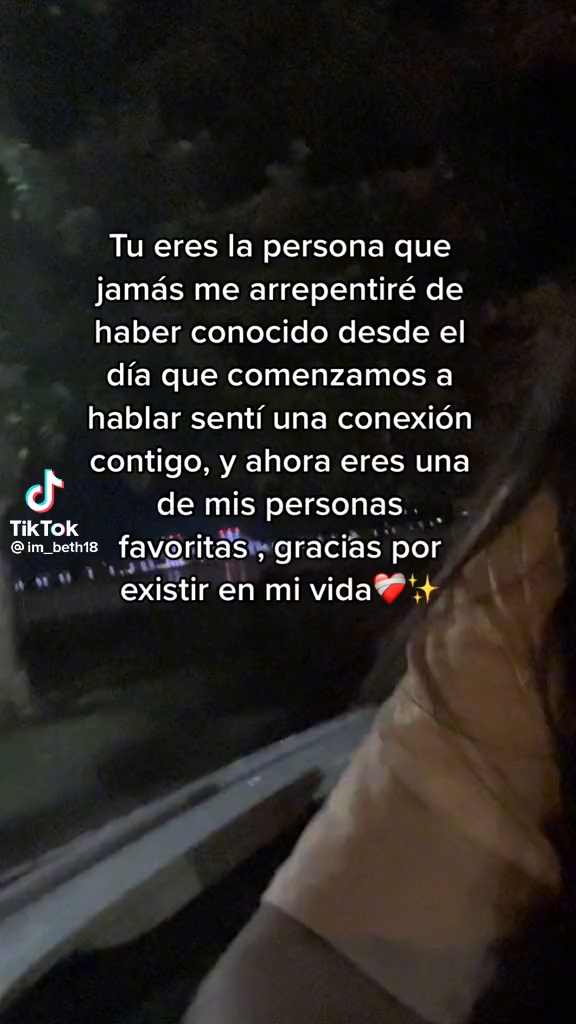 Tu eres la persona que
jamás me arrepentiré de
haber conocido desde el
día que comenzamos a
hablar sentí una conexión
contigo, y ahora eres una
de mis personas
favoritas , gracias por
existir en mi vida❤️‍🩹✨
TikTok
@im_beth18